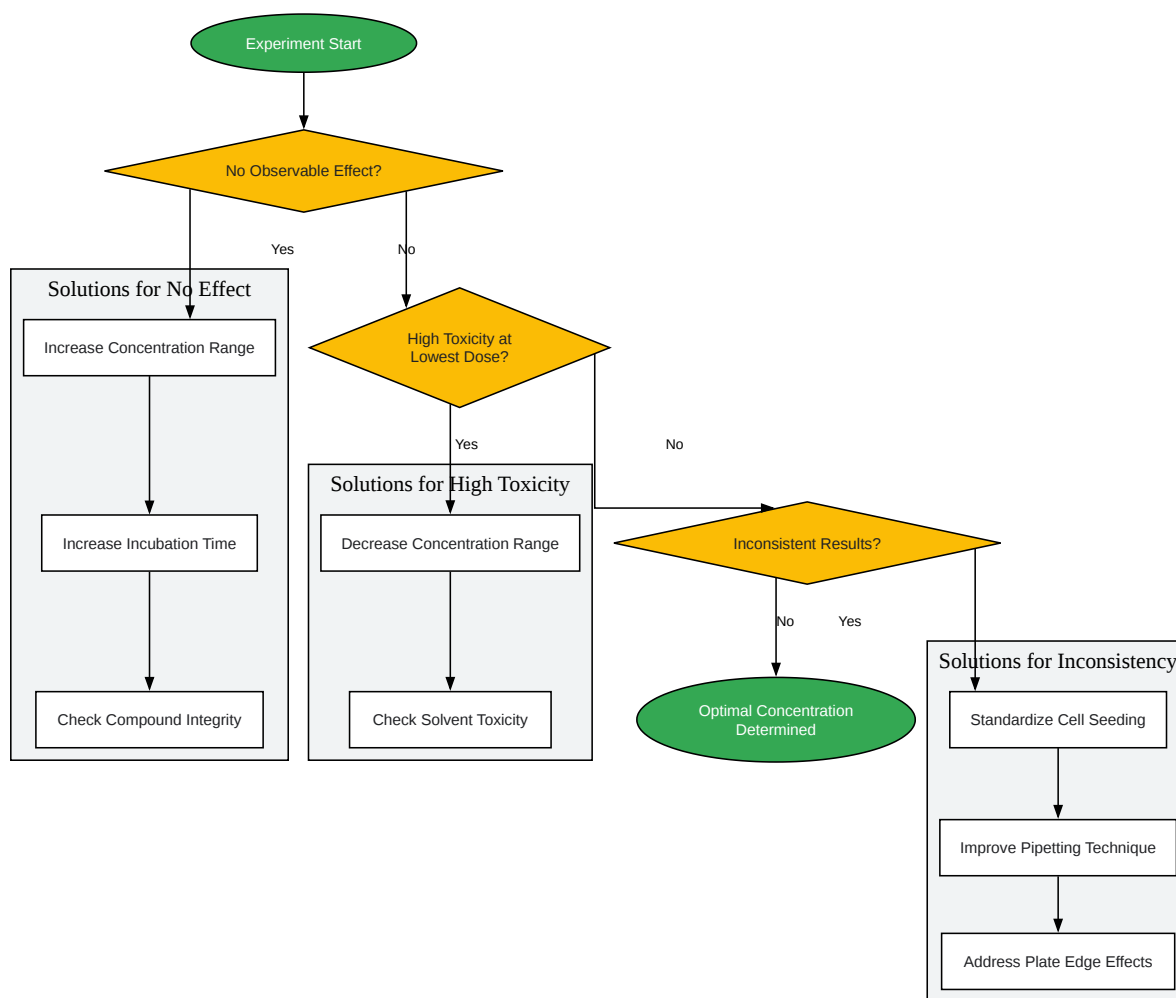 Experiment Start
No Observable Effect?
Yes
No
Solutions for No Effect
Increase Concentration Range
High Toxicity at
Lowest Dose?
Yes
No
Solutions for High Toxicity
Increase Incubation Time
Decrease Concentration Range
Inconsistent Results?
No
Yes
Solutions for Inconsistency
Check Compound Integrity
Check Solvent Toxicity
Optimal Concentration
Determined
Standardize Cell Seeding
Improve Pipetting Technique
Address Plate Edge Effects